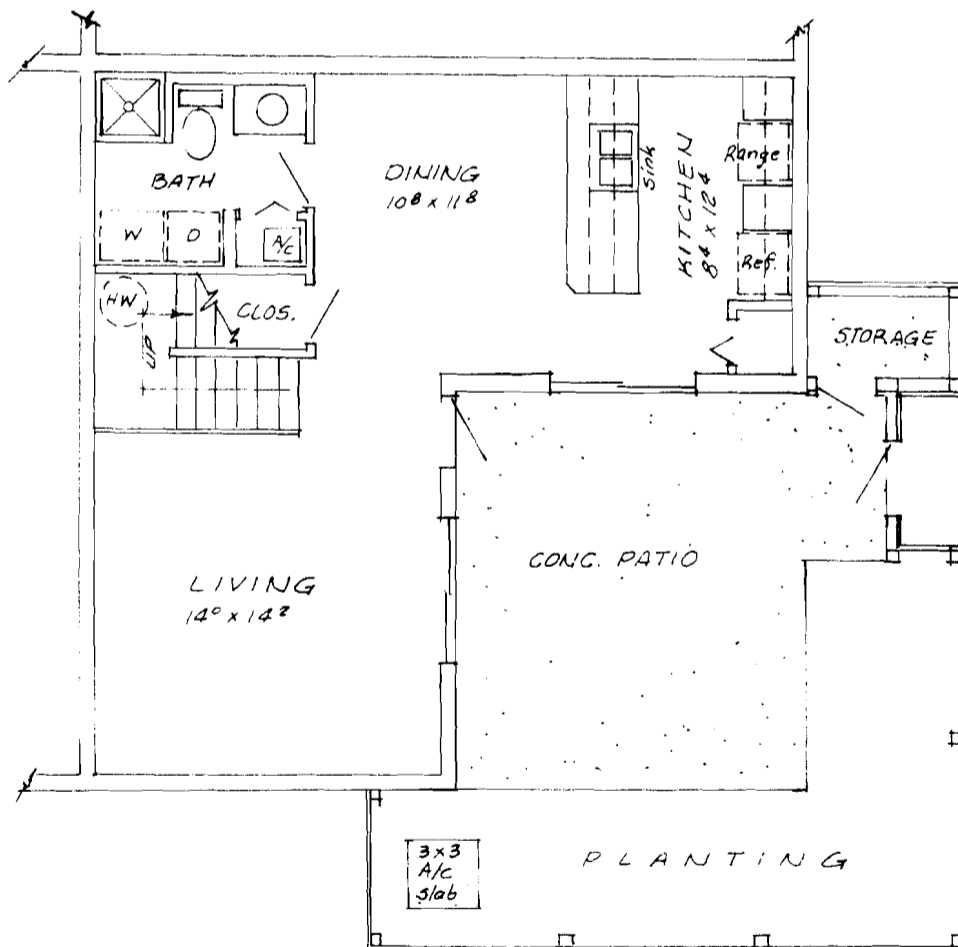 BATH
W
D
A/C
HW
UP
CLOS.
DINING
10⁸ x 11⁸
Sink
KITCHEN
8⁴ x 12⁴
Range
Ref.
STORAGE
LIVING
14⁰ x 14²
CONC. PATIO
3x3
A/C
Slab
PLANTING